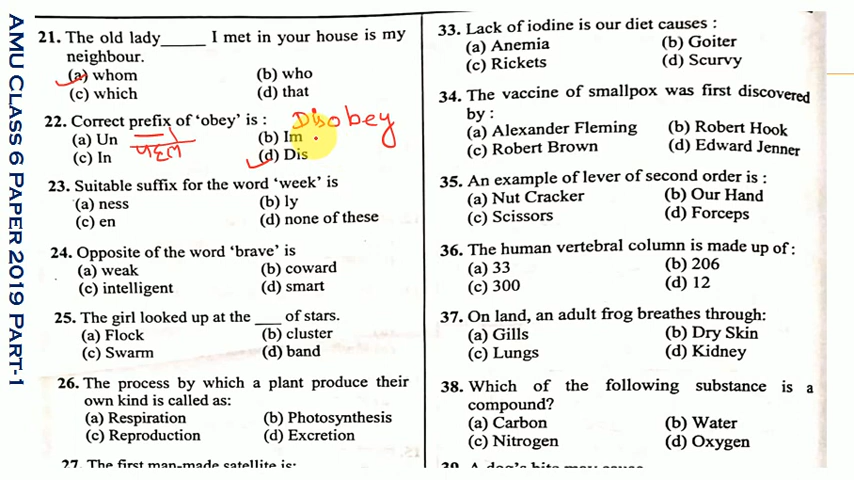 AMU CLASS 6 PAPER 2019 PART-1
21. The old lady_____ I met in your house is my
neighbour.
(a) whom (b) who
(c) which (d) that
22. Correct prefix of 'obey' is : Disobey
(a) Un (b) Im
(c) In (d) Dis
23. Suitable suffix for the word 'week' is
(a) ness (b) ly
(c) en (d) none of these
24. Opposite of the word 'brave' is
(a) weak (b) coward
(c) intelligent (d) smart
25. The girl looked up at the ___ of stars.
(a) Flock (b) cluster
(c) Swarm (d) band
26. The process by which a plant produce their
own kind is called as:
(a) Respiration (b) Photosynthesis
(c) Reproduction (d) Excretion
27. The first man-made satellite is:
33. Lack of iodine is our diet causes :
(a) Anemia (b) Goiter
(c) Rickets (d) Scurvy
34. The vaccine of smallpox was first discovered
by :
(a) Alexander Fleming (b) Robert Hook
(c) Robert Brown (d) Edward Jenner
35. An example of lever of second order is :
(a) Nut Cracker (b) Our Hand
(c) Scissors (d) Forceps
36. The human vertebral column is made up of :
(a) 33 (b) 206
(c) 300 (d) 12
37. On land, an adult frog breathes through:
(a) Gills (b) Dry Skin
(c) Lungs (d) Kidney
38. Which of the following substance is a
compound?
(a) Carbon (b) Water
(c) Nitrogen (d) Oxygen